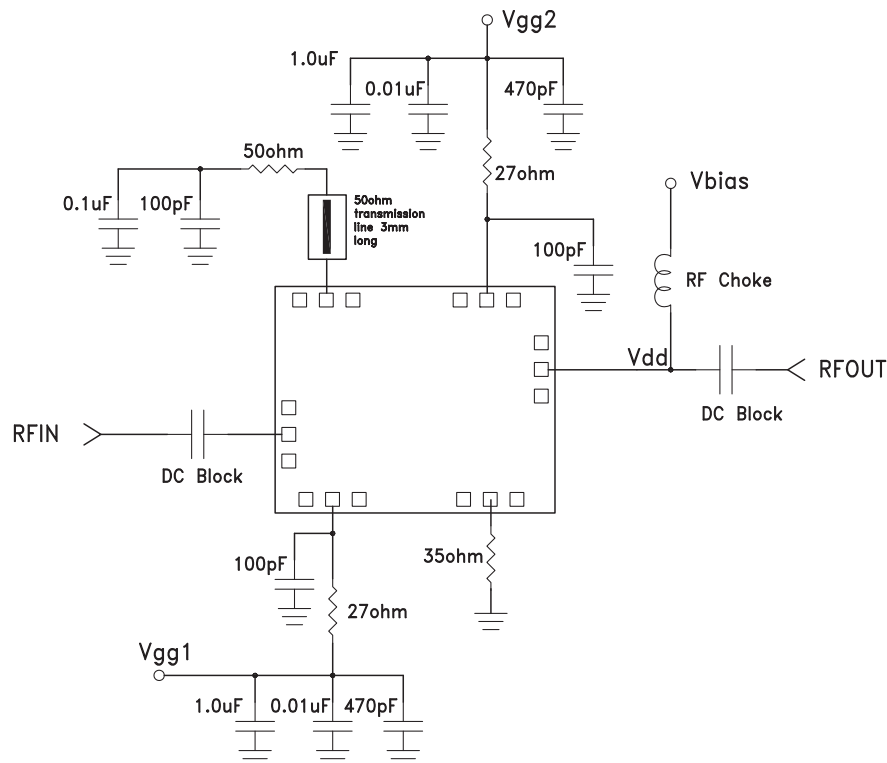 Vgg2
1.0uF
0.01uF
470pF
50ohm
27ohm
0.1uF
100pF
50ohm
transmission
line 3mm
long
Vbias
100pF
RF Choke
Vdd
RFOUT
DC Block
RFIN
DC Block
100pF
35ohm
27ohm
Vgg1
1.0uF
0.01uF
470pF